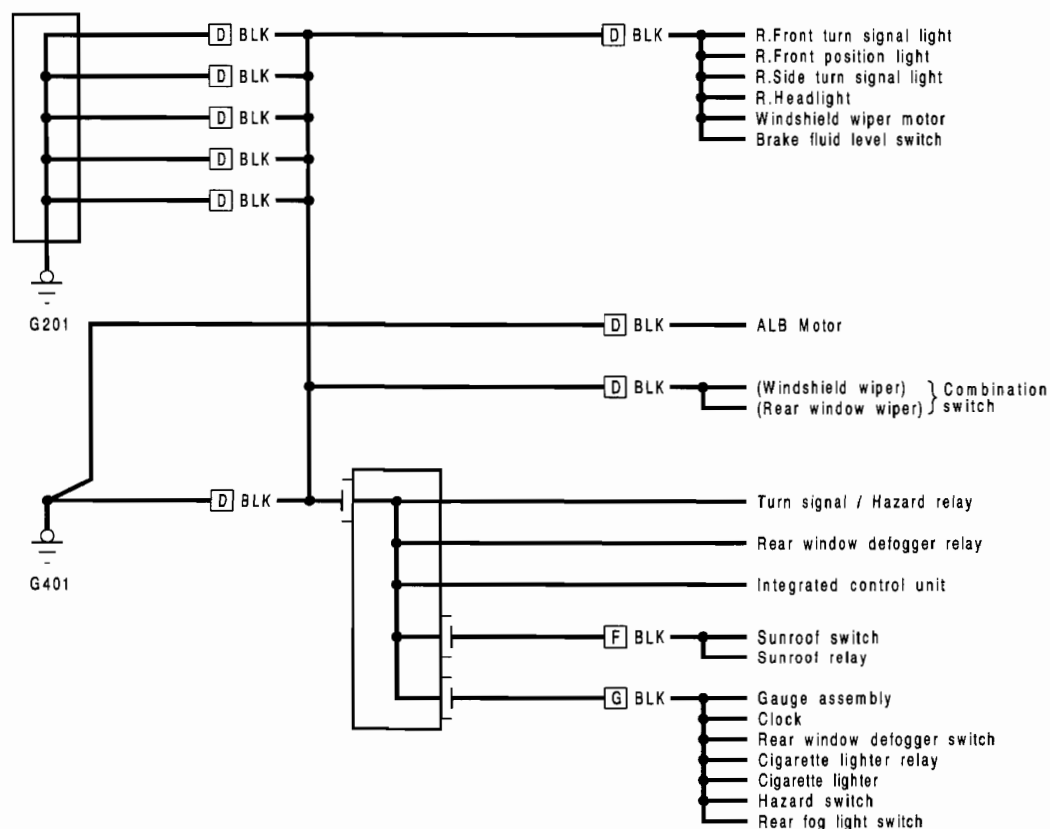 D BLK D BLK R.Front turn signal light
R.Front position light
D BLK R.Side turn signal light
R.Headlight
D BLK Windshield wiper motor
Brake fluid level switch
D BLK
D BLK
G201
D BLK ALB Motor
D BLK (Windshield wiper) } Combination
(Rear window wiper) switch
D BLK Turn signal / Hazard relay
Rear window defogger relay
G401
Integrated control unit
F BLK Sunroof switch
Sunroof relay
G BLK Gauge assembly
Clock
Rear window defogger switch
Cigarette lighter relay
Cigarette lighter
Hazard switch
Rear fog light switch